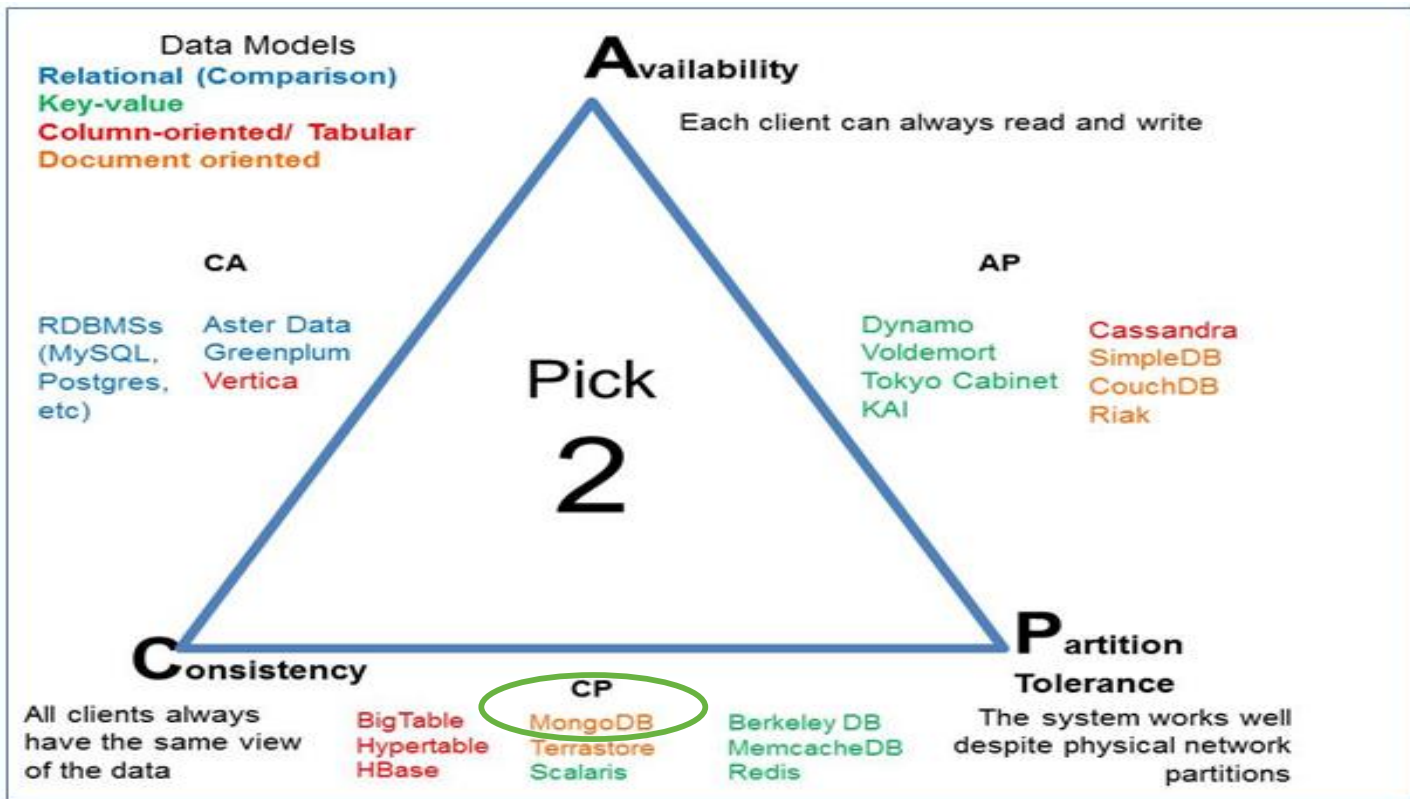 Data Models
Relational (Comparison)
Key-value
Column-oriented/ Tabular
Document oriented
Availability
Each client can always read and write
CA
RDBMSs
(MySQL,
Postgres,
etc)
Aster Data
Greenplum
Vertica
Pick
2
AP
Dynamo
Voldemort
Tokyo Cabinet
KAI
Cassandra
SimpleDB
CouchDB
Riak
Consistency
All clients always
have the same view
of the data
CP
BigTable
Hypertable
HBase
MongoDB
Terrastore
Scalaris
Berkeley DB
MemcacheDB
Redis
Partition
Tolerance
The system works well
despite physical network
partitions